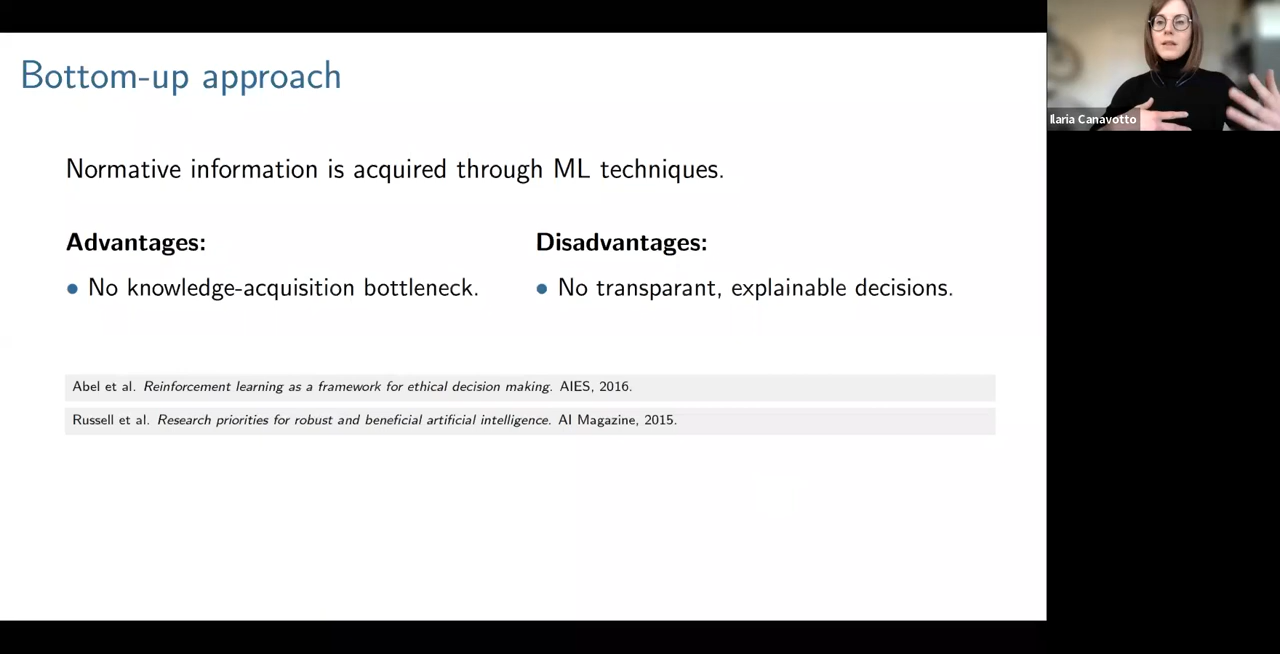 Bottom-up approach
Normative information is acquired through ML techniques.
Advantages:
• No knowledge-acquisition bottleneck.
Disadvantages:
• No transparant, explainable decisions.
Abel et al. Reinforcement learning as a framework for ethical decision making. AIES, 2016.
Russell et al. Research priorities for robust and beneficial artificial intelligence. AI Magazine, 2015.
Ilaria Canavotto